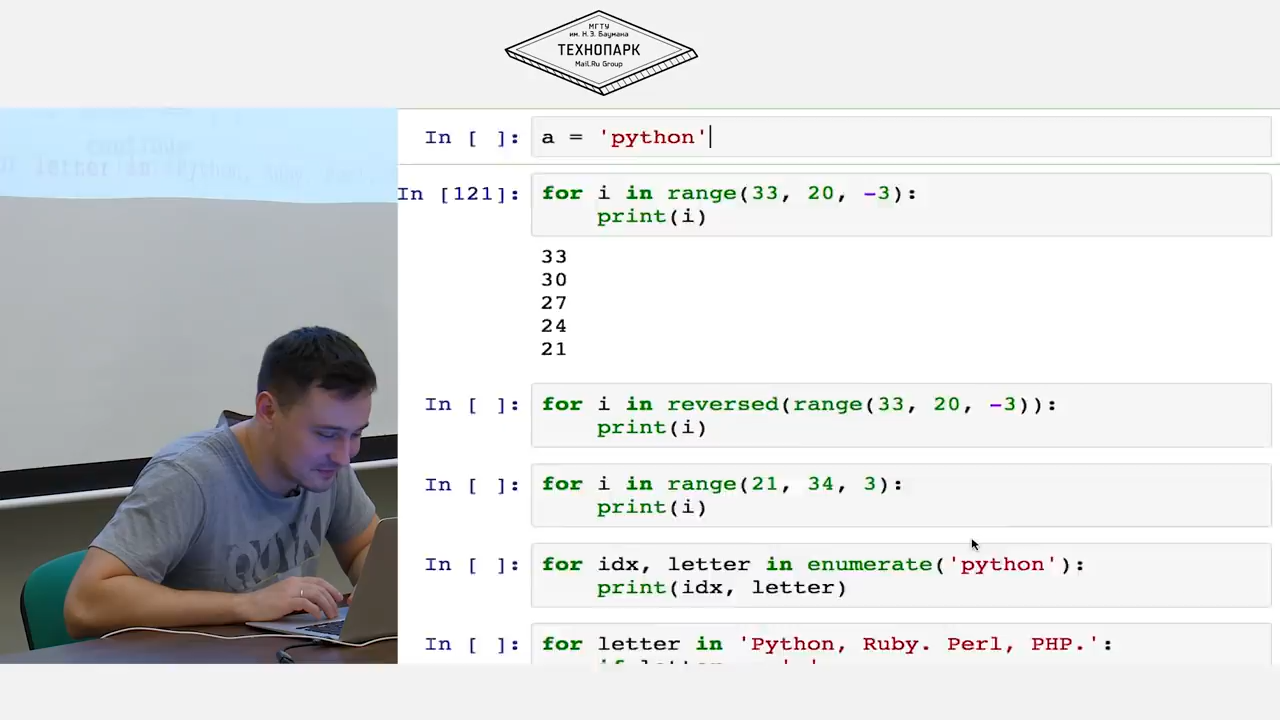 МГТУ
им. Н.Э. Баумана
ТЕХНОПАРК
Mail.Ru Group
In [ ]: a = 'python'
In [121]: for i in range(33, 20, -3):
print(i)
33
30
27
24
21
In [ ]: for i in reversed(range(33, 20, -3)):
print(i)
In [ ]: for i in range(21, 34, 3):
print(i)
In [ ]: for idx, letter in enumerate('python'):
print(idx, letter)
In [ ]: for letter in 'Python, Ruby. Perl, PHP.':
continue
letter in